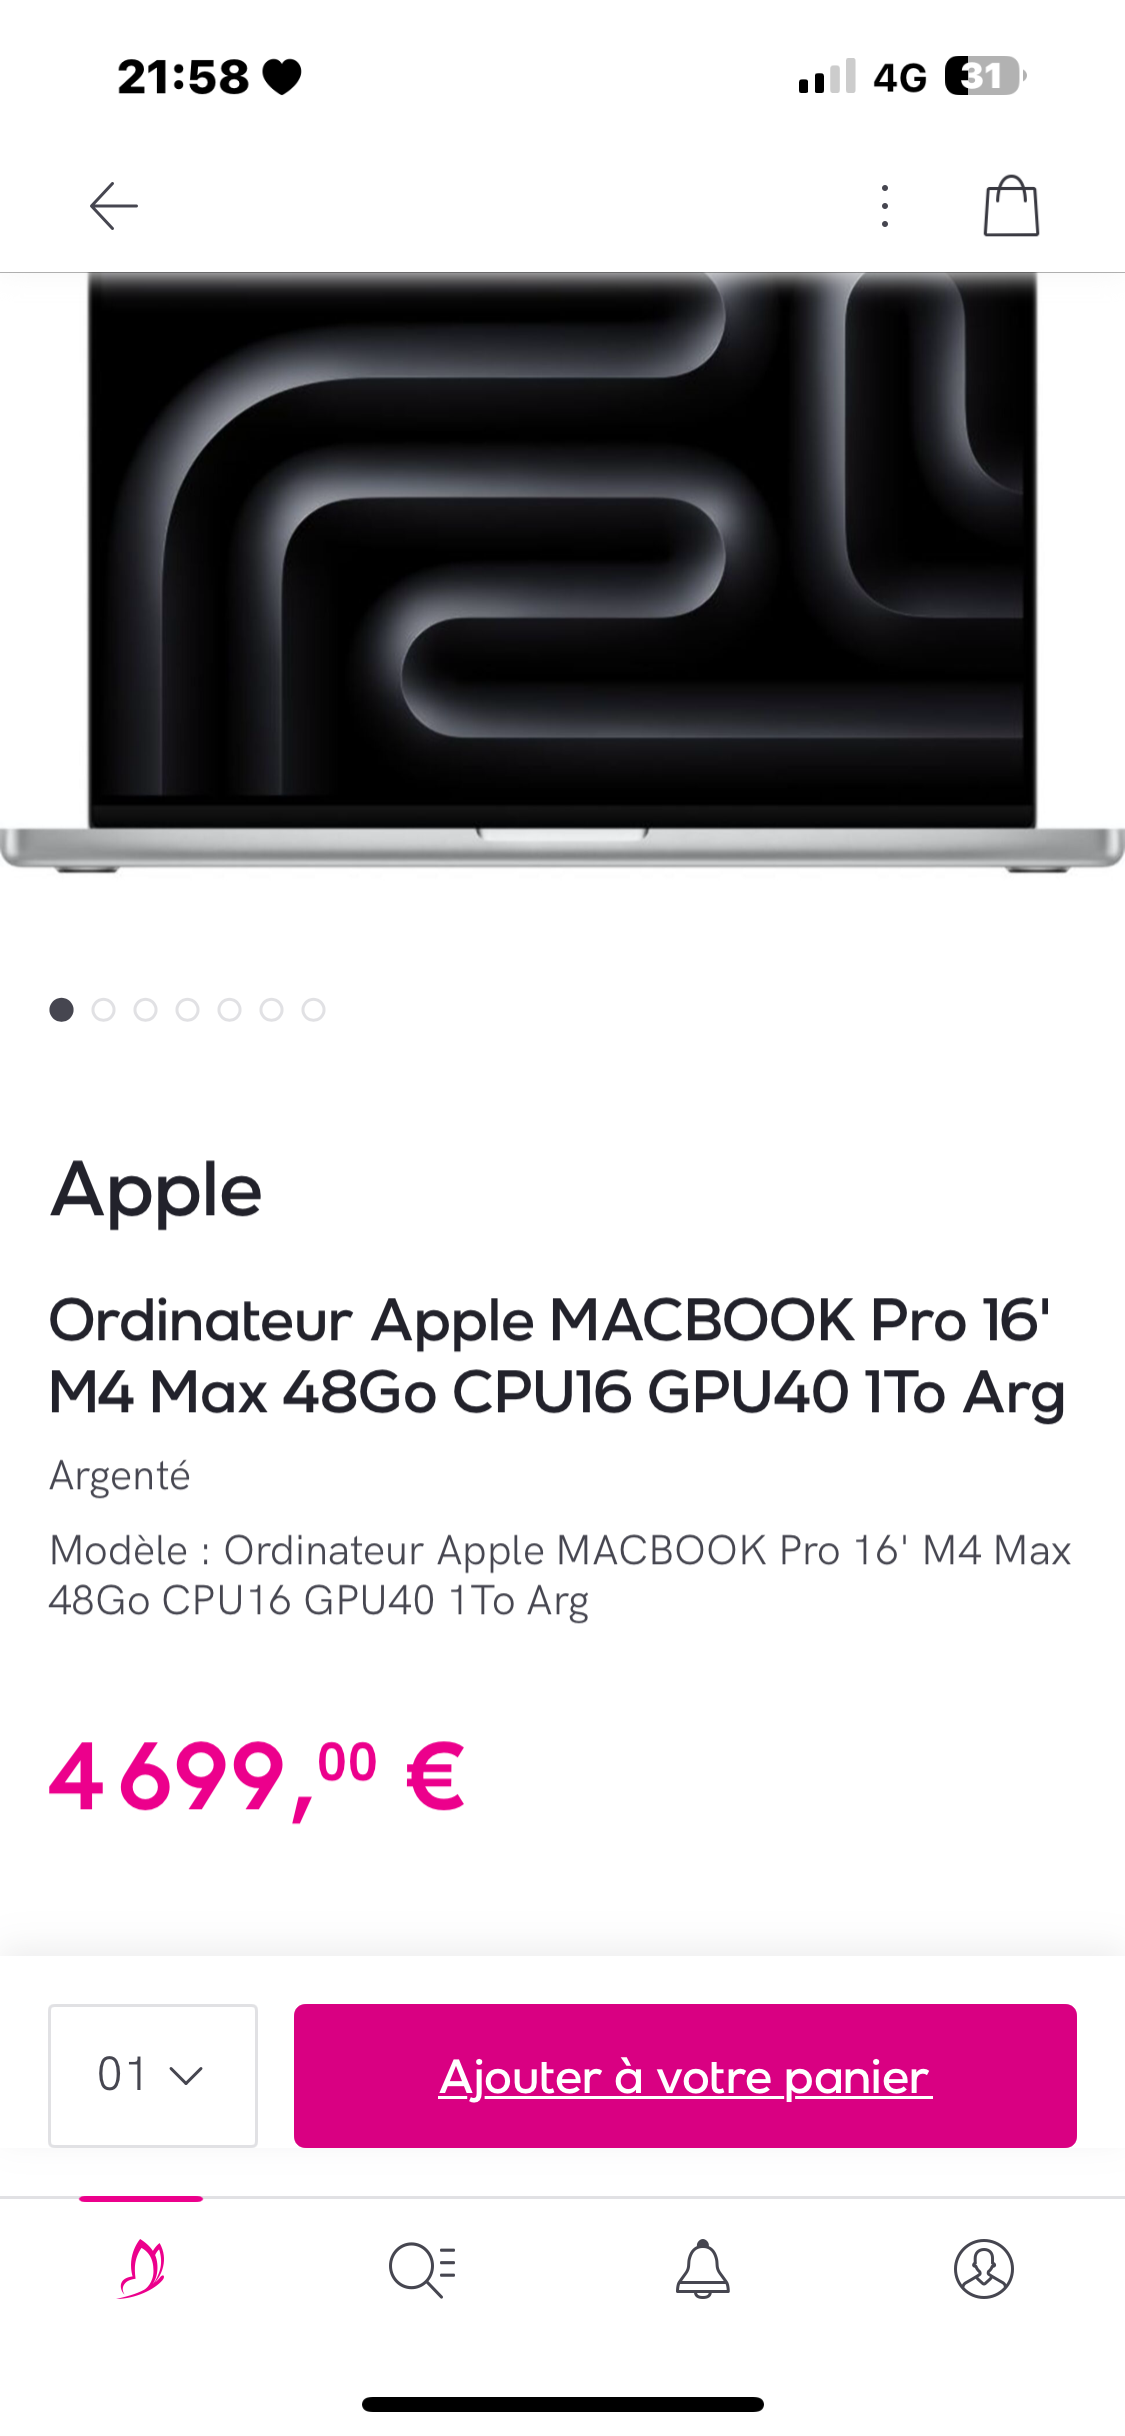 21:58
4G
31
Apple
Ordinateur Apple MACBOOK Pro 16'
M4 Max 48Go CPU16 GPU40 1To Arg
Argenté
Modèle : Ordinateur Apple MACBOOK Pro 16' M4 Max
48Go CPU16 GPU40 1To Arg
4 699,00 €
01
Ajouter à votre panier